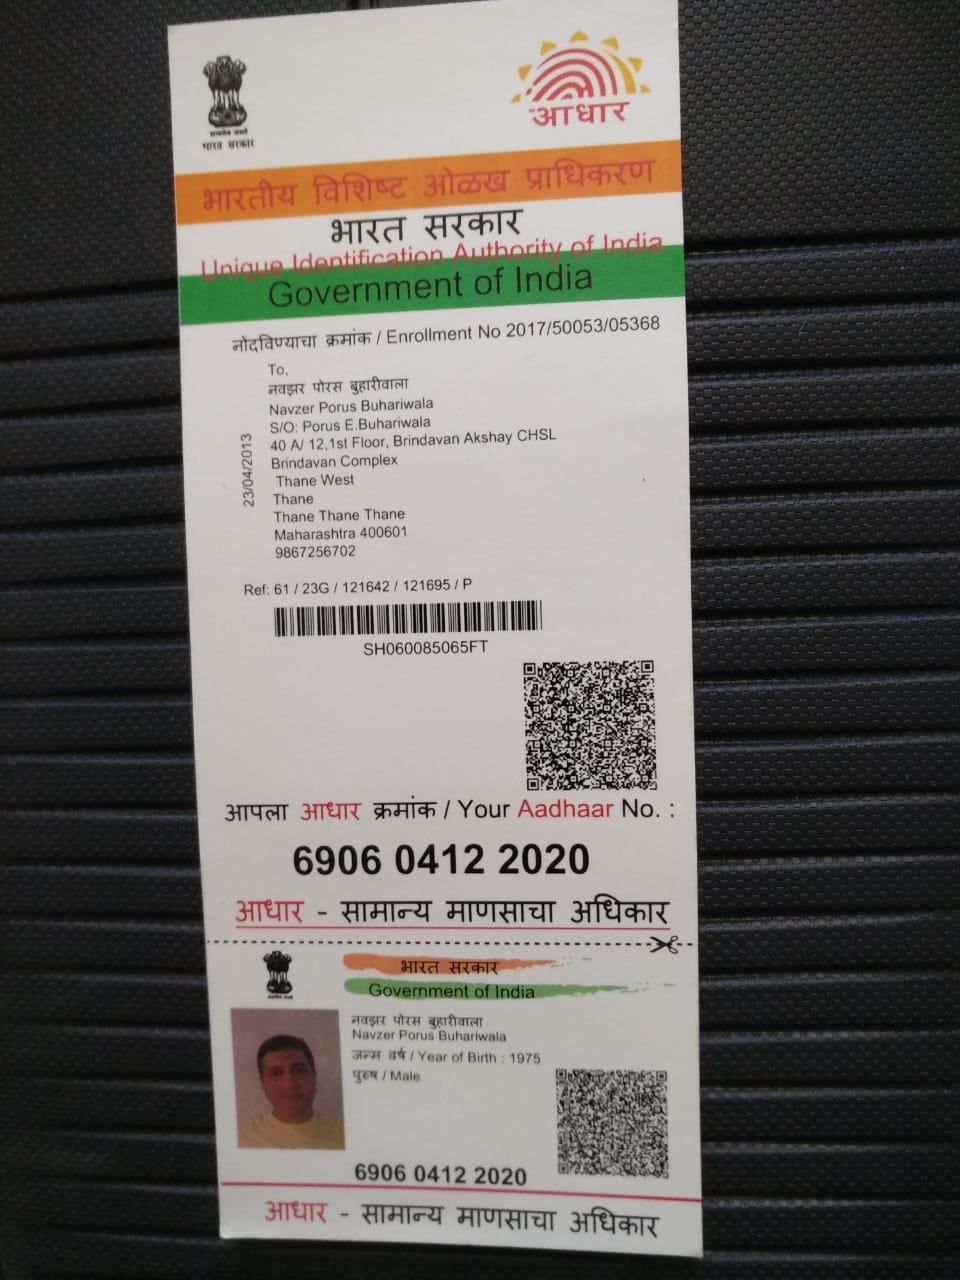 सत्यमेव जयते
भारत सरकार
आधार
भारतीय विशिष्ट ओळख प्राधिकरण
भारत सरकार
Unique Identification Authority of India
Government of India
नोंदविण्याचा क्रमांक / Enrollment No 2017/50053/05368
To,
नवझर पोरस बुहारीवाला
Navzer Porus Buhariwala
S/O: Porus E.Buhariwala
40 A/ 12,1st Floor, Brindavan Akshay CHSL
Brindavan Complex
Thane West
Thane
Thane Thane Thane
Maharashtra 400601
9867256702
23/04/2013
Ref: 61 / 23G / 121642 / 121695 / P
SH060085065FT
आपला आधार क्रमांक / Your Aadhaar No. :
6906 0412 2020
आधार - सामान्य माणसाचा अधिकार
भारत सरकार
Government of India
नवझर पोरस बुहारीवाला
Navzer Porus Buhariwala
जन्म वर्ष / Year of Birth : 1975
पुरुष / Male
6906 0412 2020
आधार - सामान्य माणसाचा अधिकार